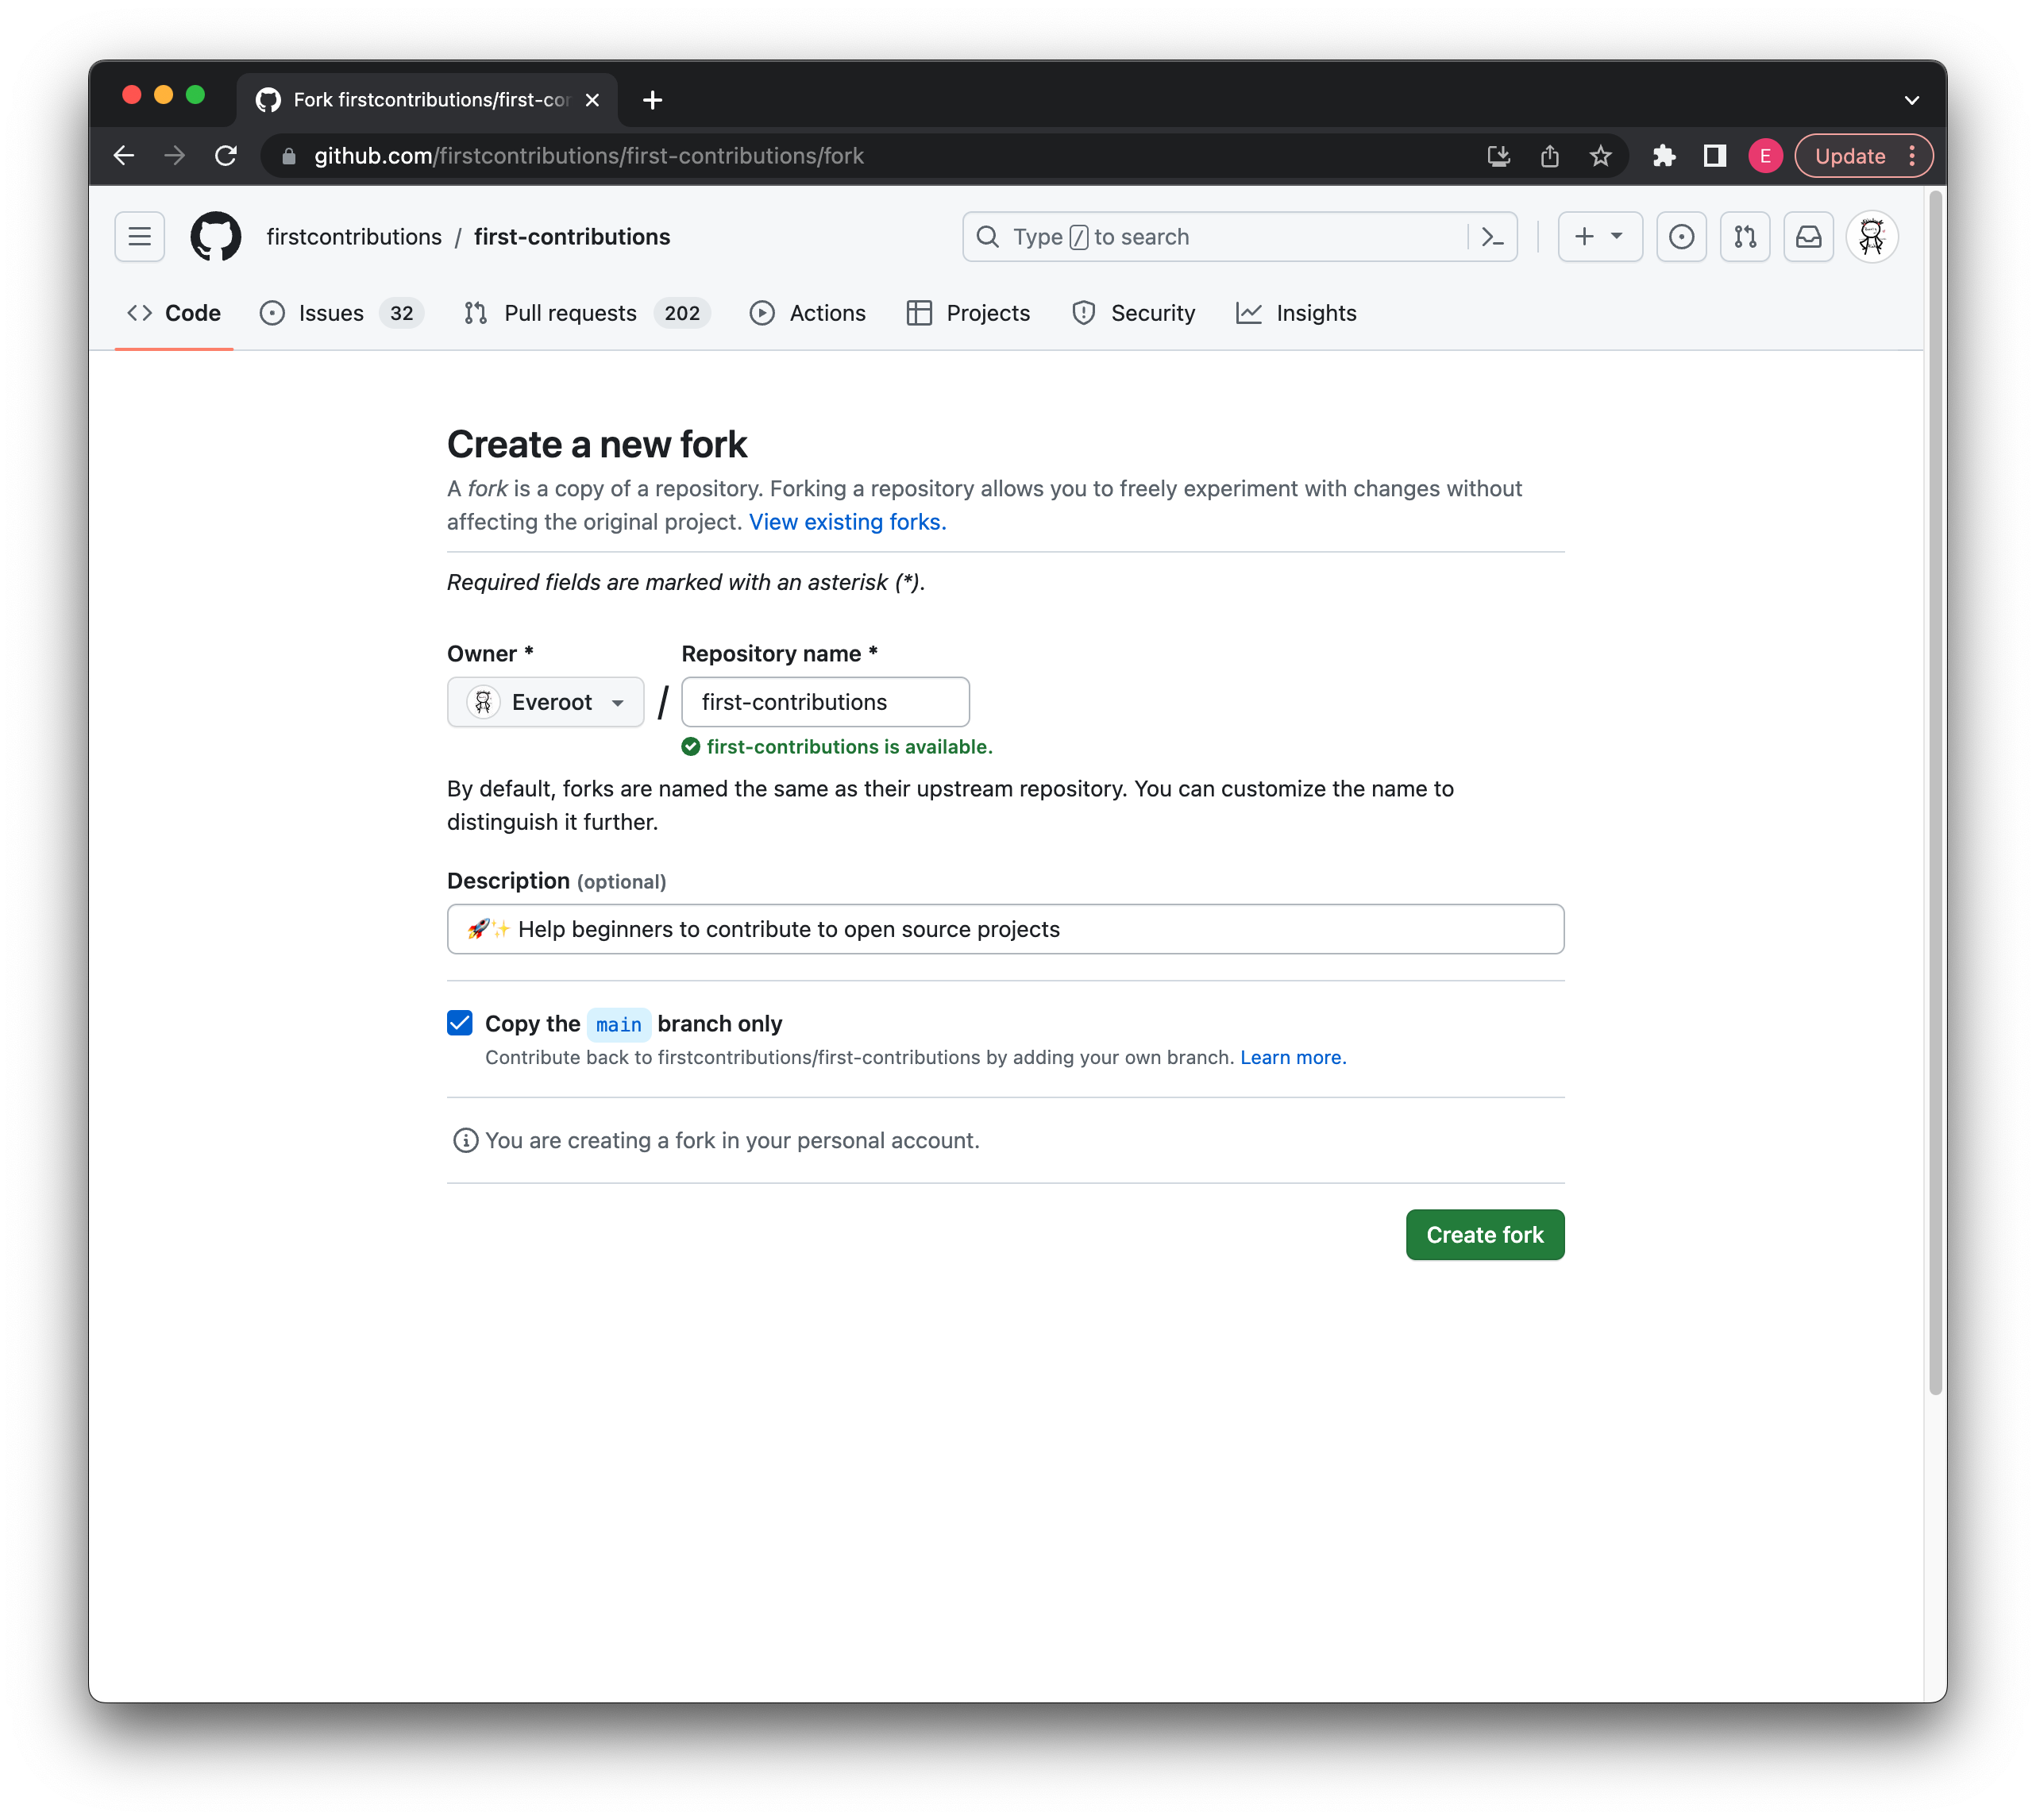 Fork firstcontributions/first-cor
github.com/firstcontributions/first-contributions/fork
E
Update
firstcontributions / first-contributions
Type / to search
Code
Issues 32
Pull requests 202
Actions
Projects
Security
Insights
Create a new fork
A fork is a copy of a repository. Forking a repository allows you to freely experiment with changes without
affecting the original project. View existing forks.
Required fields are marked with an asterisk (*).
Owner *
Repository name *
Everoot
/
first-contributions
first-contributions is available.
By default, forks are named the same as their upstream repository. You can customize the name to
distinguish it further.
Description (optional)
🚀✨ Help beginners to contribute to open source projects
Copy the main branch only
Contribute back to firstcontributions/first-contributions by adding your own branch. Learn more.
You are creating a fork in your personal account.
Create fork